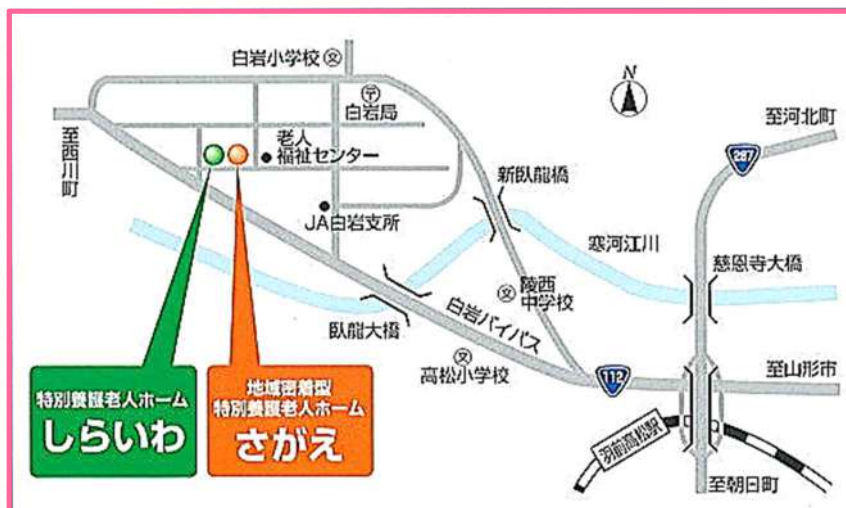 白岩小学校
文
N
〒
白岩局
至河北町
287
老人
福祉センター
至西川町
新臥龍橋
JA白岩支所
寒河江川
慈恩寺大橋
陵西
中学校
文
白岩バイパス
臥龍大橋
文
高松小学校
112
至山形市
特別養護老人ホーム
しらいわ
地域密着型
特別養護老人ホーム
さがえ
羽前高松駅
至朝日町